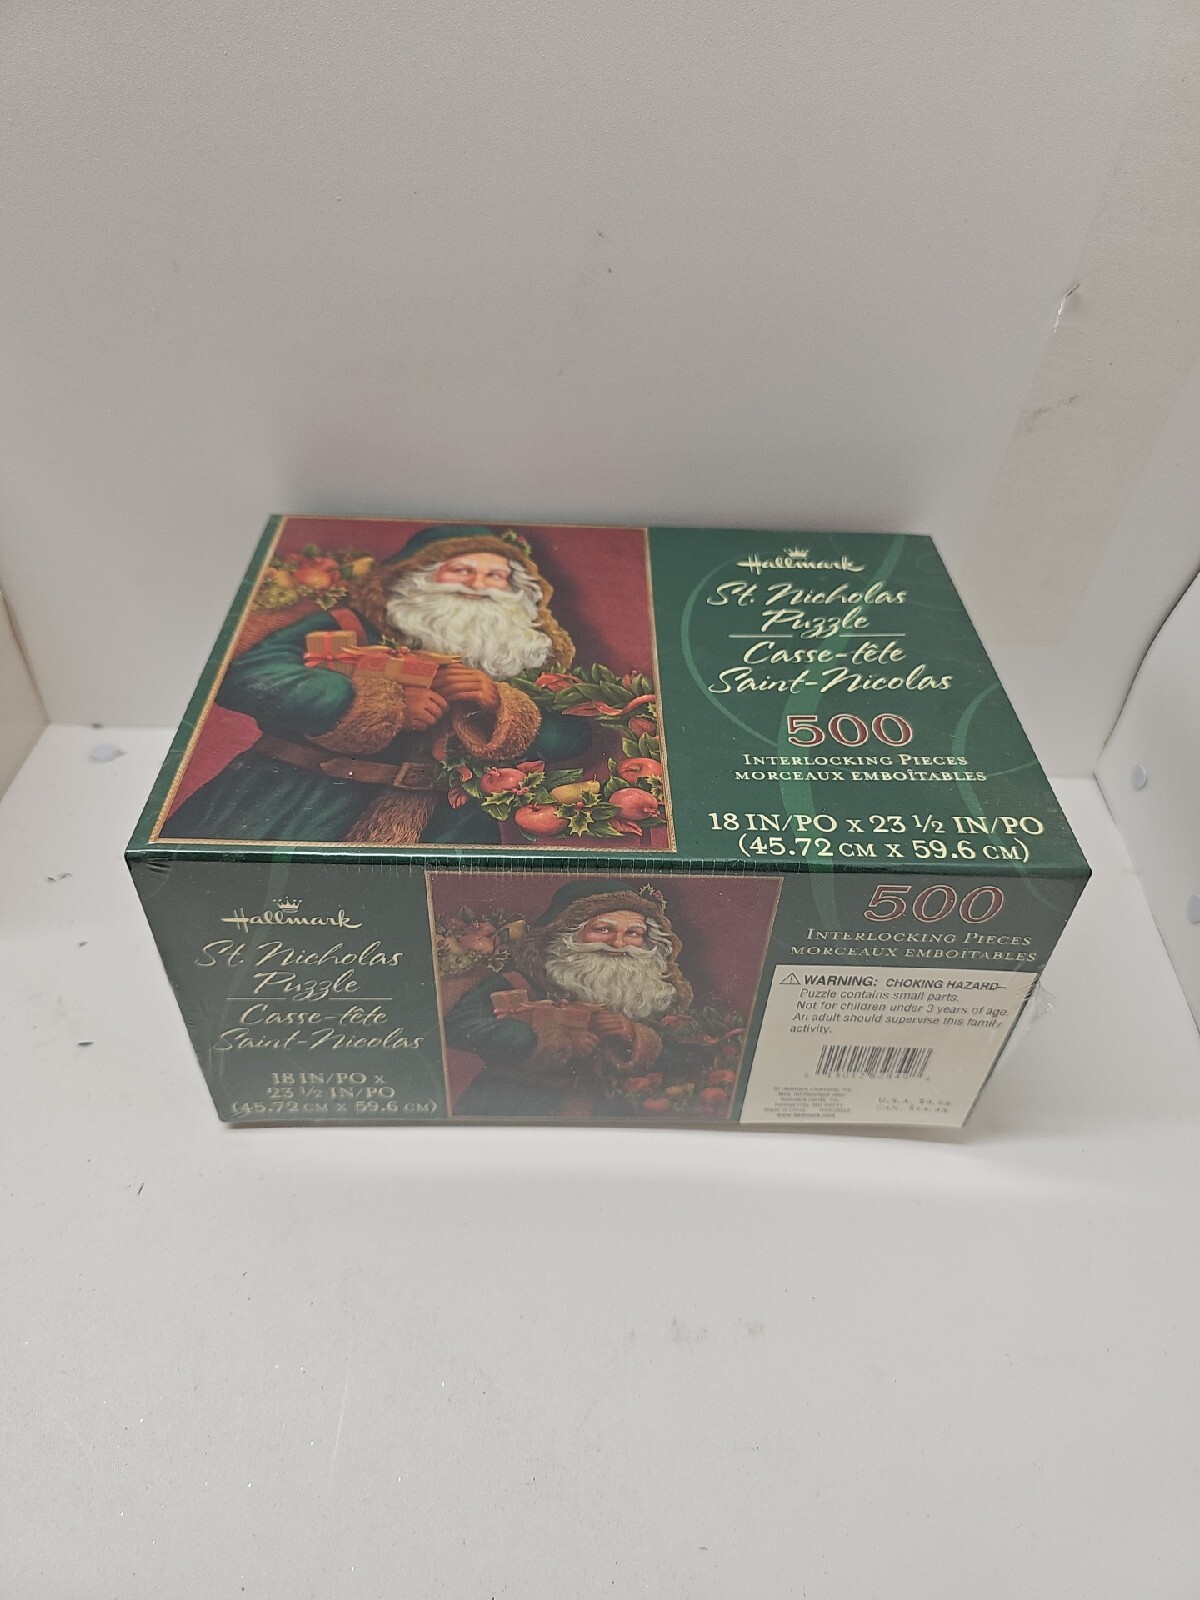 Hallmark
St. Nicholas
Puzzle
Casse-tête
Saint-Nicolas
500
INTERLOCKING PIECES
MORCEAUX EMBOÎTABLES
18 IN/PO x 23 1/2 IN/PO
(45.72 CM X 59.6 CM)
Hallmark
St. Nicholas
Puzzle
Casse-tête
Saint-Nicolas
18 IN/PO x
23 1/2 IN/PO
(45.72 CM X 59.6 CM)
500
INTERLOCKING PIECES
MORCEAUX EMBOÎTABLES
⚠ WARNING: CHOKING HAZARD—
Puzzle contains small parts.
Not for children under 3 years of age.
An adult should supervise this family
activity.
www.hallmark.com